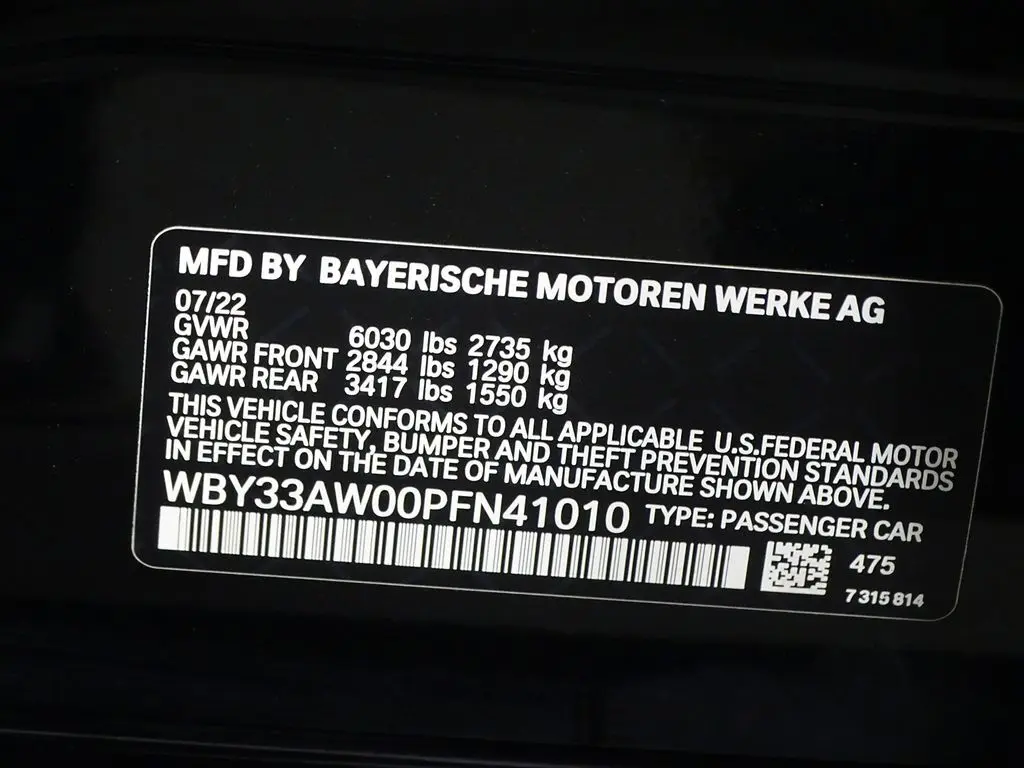 MFD BY BAYERISCHE MOTOREN WERKE AG
07/22
GVWR 6030 lbs 2735 kg
GAWR FRONT 2844 lbs 1290 kg
GAWR REAR 3417 lbs 1550 kg
THIS VEHICLE CONFORMS TO ALL APPLICABLE U.S.FEDERAL MOTOR
VEHICLE SAFETY, BUMPER AND THEFT PREVENTION STANDARDS
IN EFFECT ON THE DATE OF MANUFACTURE SHOWN ABOVE.
WBY33AW00PFN41010 TYPE: PASSENGER CAR
475
7 315 814